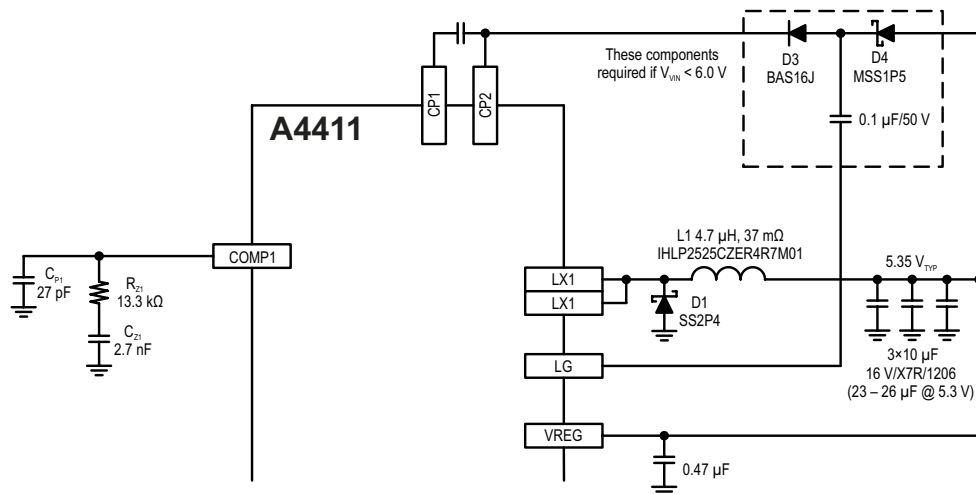 These components
required if V_VIN < 6.0 V
D3
BAS16J
D4
MSS1P5
CP1
CP2
A4411
0.1 µF/50 V
COMP1
C_P1
27 pF
R_Z1
13.3 kΩ
C_Z1
2.7 nF
L1 4.7 µH, 37 mΩ
IHLP2525CZER4R7M01
LX1
LX1
D1
SS2P4
5.35 V_TYP
3×10 µF
16 V/X7R/1206
(23 – 26 µF @ 5.3 V)
LG
VREG
0.47 µF